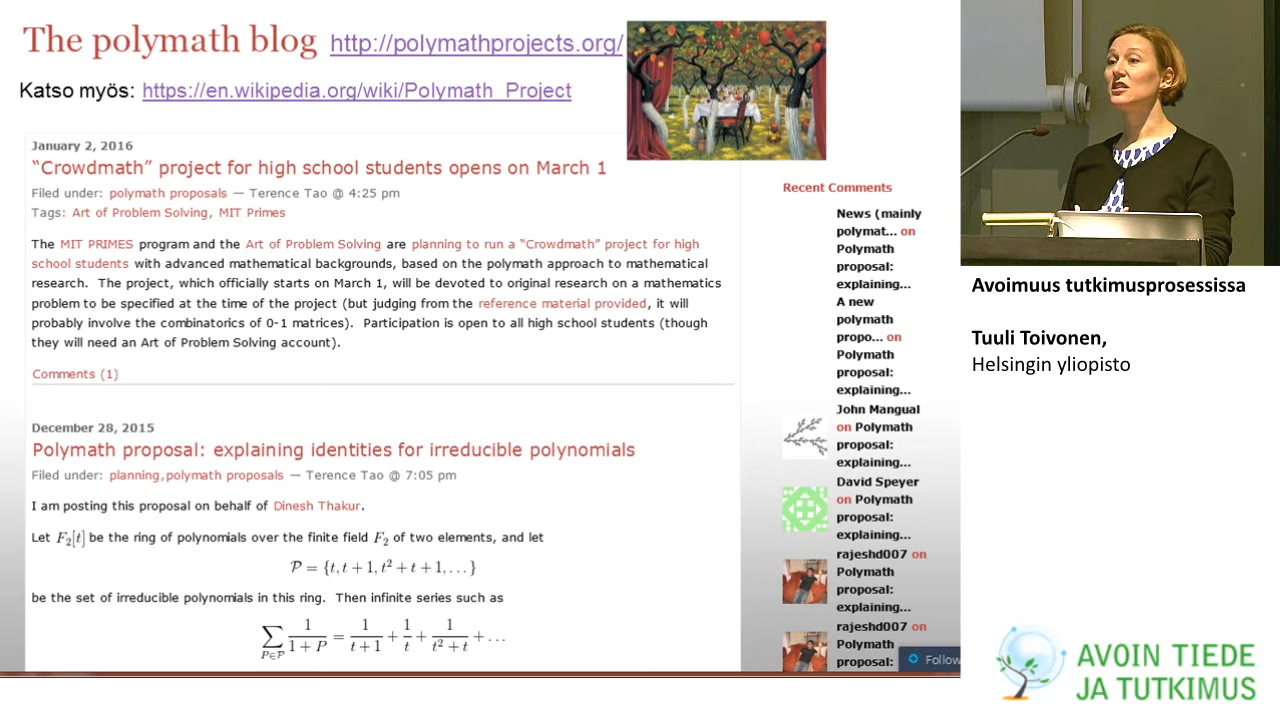 The polymath blog http://polymathprojects.org/
Katso myös: https://en.wikipedia.org/wiki/Polymath_Project
January 2, 2016
“Crowdmath” project for high school students opens on March 1
Filed under: polymath proposals — Terence Tao @ 4:25 pm
Tags: Art of Problem Solving, MIT Primes
The MIT PRIMES program and the Art of Problem Solving are planning to run a “Crowdmath” project for high
school students with advanced mathematical backgrounds, based on the polymath approach to mathematical
research. The project, which officially starts on March 1, will be devoted to original research on a mathematics
problem to be specified at the time of the project (but judging from the reference material provided, it will
probably involve the combinatorics of 0-1 matrices). Participation is open to all high school students (though
they will need an Art of Problem Solving account).
Comments (1)
December 28, 2015
Polymath proposal: explaining identities for irreducible polynomials
Filed under: planning,polymath proposals — Terence Tao @ 7:05 pm
I am posting this proposal on behalf of Dinesh Thakur.
Let F₂[t] be the ring of polynomials over the finite field F₂ of two elements, and let
𝒫 = {t, t + 1, t² + t + 1, . . .}
be the set of irreducible polynomials in this ring. Then infinite series such as
∑_{P∈𝒫} 1/(1 + P) = 1/(t + 1) + 1/t + 1/(t² + t) + . . .
Recent Comments
News (mainly
polymat... on
Polymath
proposal:
explaining...
A new
polymath
propo... on
Polymath
proposal:
explaining...
John Mangual
on Polymath
proposal:
explaining...
David Speyer
on Polymath
proposal:
explaining...
rajeshd007 on
Polymath
proposal:
explaining...
rajeshd007 on
Polymath
proposal:
Follow
Avoimuus tutkimusprosessissa
Tuuli Toivonen,
Helsingin yliopisto
AVOIN TIEDE
JA TUTKIMUS